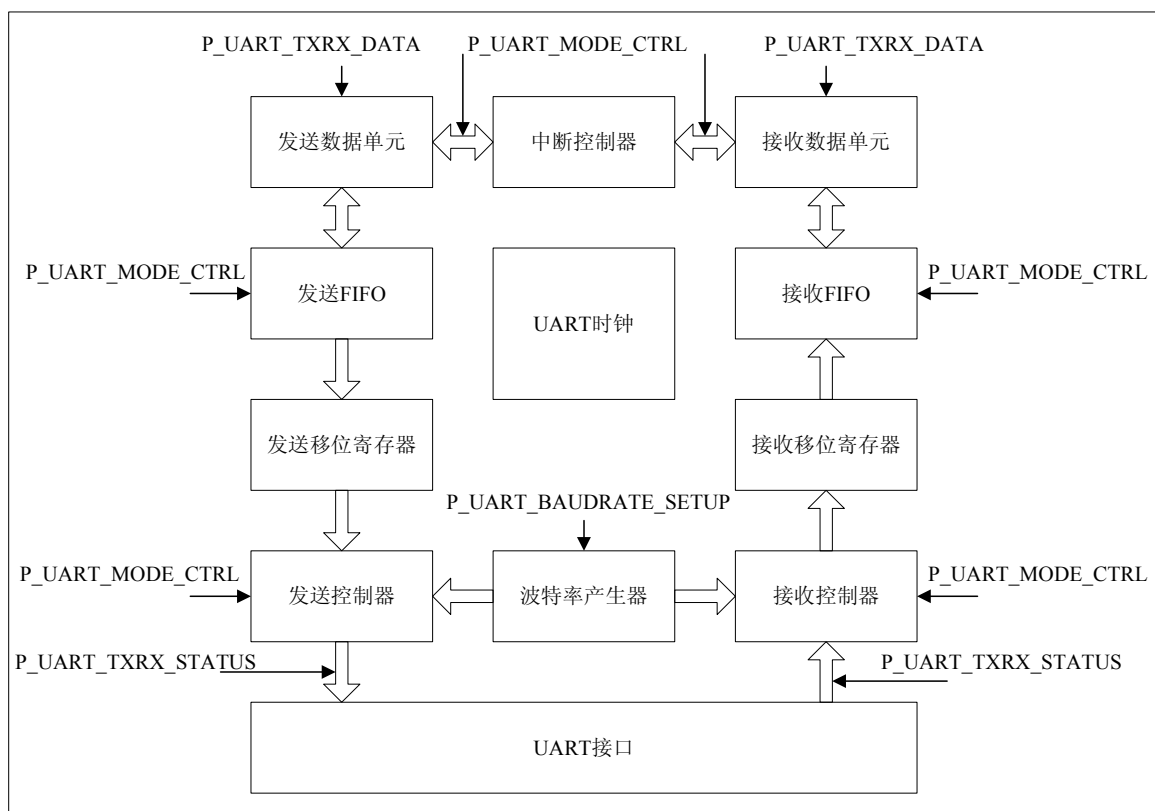 P_UART_TXRX_DATA
P_UART_MODE_CTRL
P_UART_TXRX_DATA
发送数据单元
中断控制器
接收数据单元
P_UART_MODE_CTRL
发送FIFO
UART时钟
接收FIFO
P_UART_MODE_CTRL
发送移位寄存器
接收移位寄存器
P_UART_BAUDRATE_SETUP
P_UART_MODE_CTRL
发送控制器
波特率产生器
接收控制器
P_UART_MODE_CTRL
P_UART_TXRX_STATUS
P_UART_TXRX_STATUS
UART接口